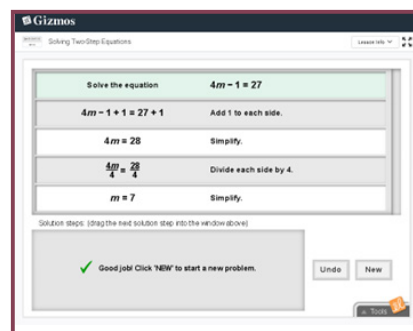 Gizmos
Solving Two-Step Equations
Lesson Info
Solve the equation 4m − 1 = 27
4m − 1 + 1 = 27 + 1 Add 1 to each side.
4m = 28 Simplify.
4m/4 = 28/4 Divide each side by 4.
m = 7 Simplify.
Solution steps: (drag the next solution step into the window above)
Good job! Click 'NEW' to start a new problem.
Undo New
Tools